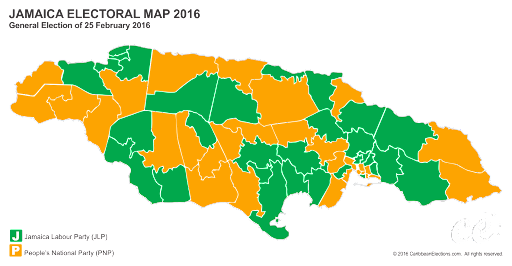 JAMAICA ELECTORAL MAP 2016
General Election of 25 February 2016
J Jamaica Labour Party (JLP)
P People's National Party (PNP)
© 2016 CaribbeanElections.com All rights reserved.